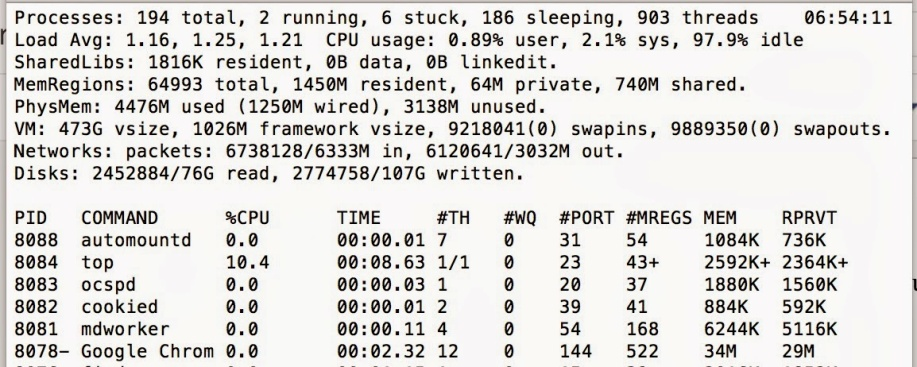 Processes: 194 total, 2 running, 6 stuck, 186 sleeping, 903 threads 06:54:11
Load Avg: 1.16, 1.25, 1.21 CPU usage: 0.89% user, 2.1% sys, 97.9% idle
SharedLibs: 1816K resident, 0B data, 0B linkedit.
MemRegions: 64993 total, 1450M resident, 64M private, 740M shared.
PhysMem: 4476M used (1250M wired), 3138M unused.
VM: 473G vsize, 1026M framework vsize, 9218041(0) swapins, 9889350(0) swapouts.
Networks: packets: 6738128/6333M in, 6120641/3032M out.
Disks: 2452884/76G read, 2774758/107G written.
PID COMMAND %CPU TIME #TH #WQ #PORT #MREGS MEM RPRVT
8088 automountd 0.0 00:00.01 7 0 31 54 1084K 736K
8084 top 10.4 00:08.63 1/1 0 23 43+ 2592K+ 2364K+
8083 ocspd 0.0 00:00.03 1 0 20 37 1880K 1560K
8082 cookied 0.0 00:00.01 2 0 39 41 884K 592K
8081 mdworker 0.0 00:00.11 4 0 54 168 6244K 5116K
8078- Google Chrom 0.0 00:02.32 12 0 144 522 34M 29M